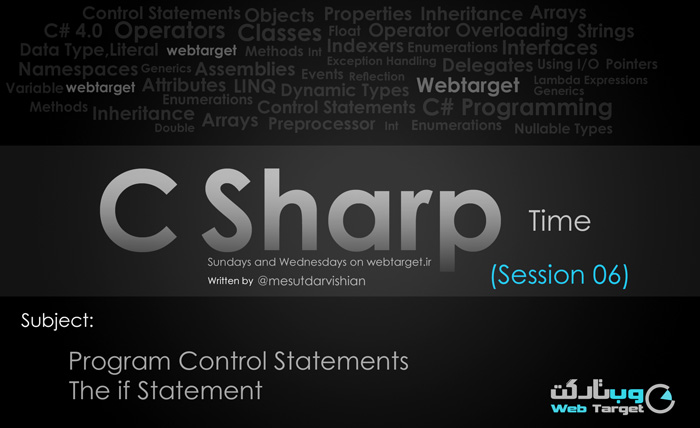 Control Statements Objects Properties Inheritance Arrays
C# 4.0 Operators Classes Float Operator Overloading Strings
Data Type,Literal webtarget Methods Int Indexers Enumerations Interfaces
Namespaces Generics Assemblies Events Exception Handling Reflection Delegates Using I/O Pointers
Variable webtarget Attributes LINQ Dynamic Types Webtarget Lambda Expressions Generics
Methods Inheritance Enumerations Control Statements C# Programming
Double Arrays Preprocessor Int Enumerations Nullable Types
C Sharp Time
Sundays and Wednesdays on webtarget.ir
Written by @mesutdarvishian
(Session 06)
Subject:
Program Control Statements
The if Statement
وب تارگت
Web Target